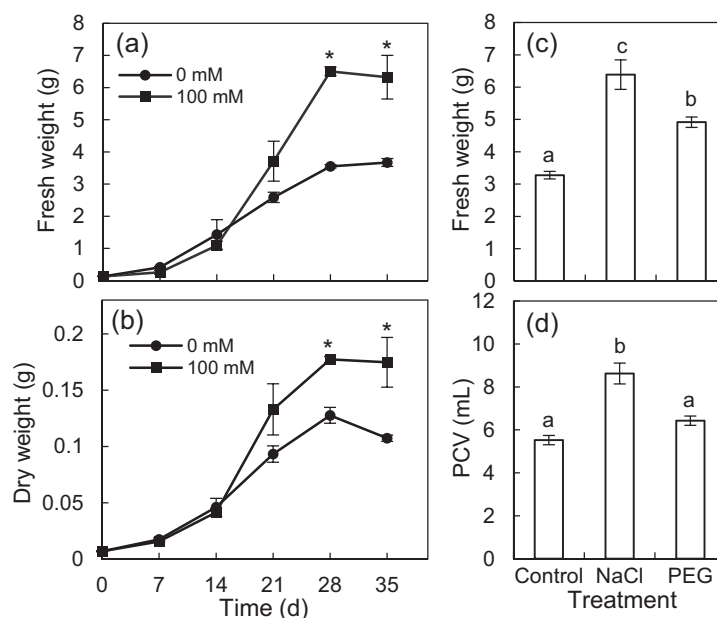 (a)
0 mM
100 mM
Fresh weight (g)
8
7
6
5
4
3
2
1
0
*
*
(b)
0 mM
100 mM
Dry weight (g)
0.2
0.15
0.1
0.05
0
*
*
0 7 14 21 28 35
Time (d)
(c)
Fresh weight (g)
8
7
6
5
4
3
2
1
0
a
c
b
(d)
PCV (mL)
12
10
8
6
4
2
0
a
b
a
Control NaCl PEG
Treatment